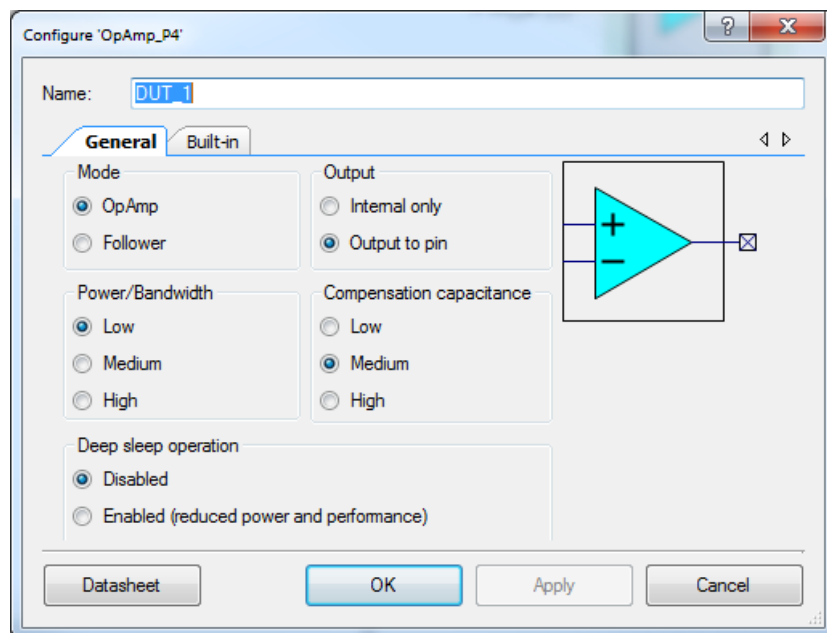 Configure 'OpAmp_P4'
Name: DUT_1
General Built-in
Mode
OpAmp
Follower
Output
Internal only
Output to pin
Power/Bandwidth
Low
Medium
High
Compensation capacitance
Low
Medium
High
Deep sleep operation
Disabled
Enabled (reduced power and performance)
Datasheet OK Apply Cancel